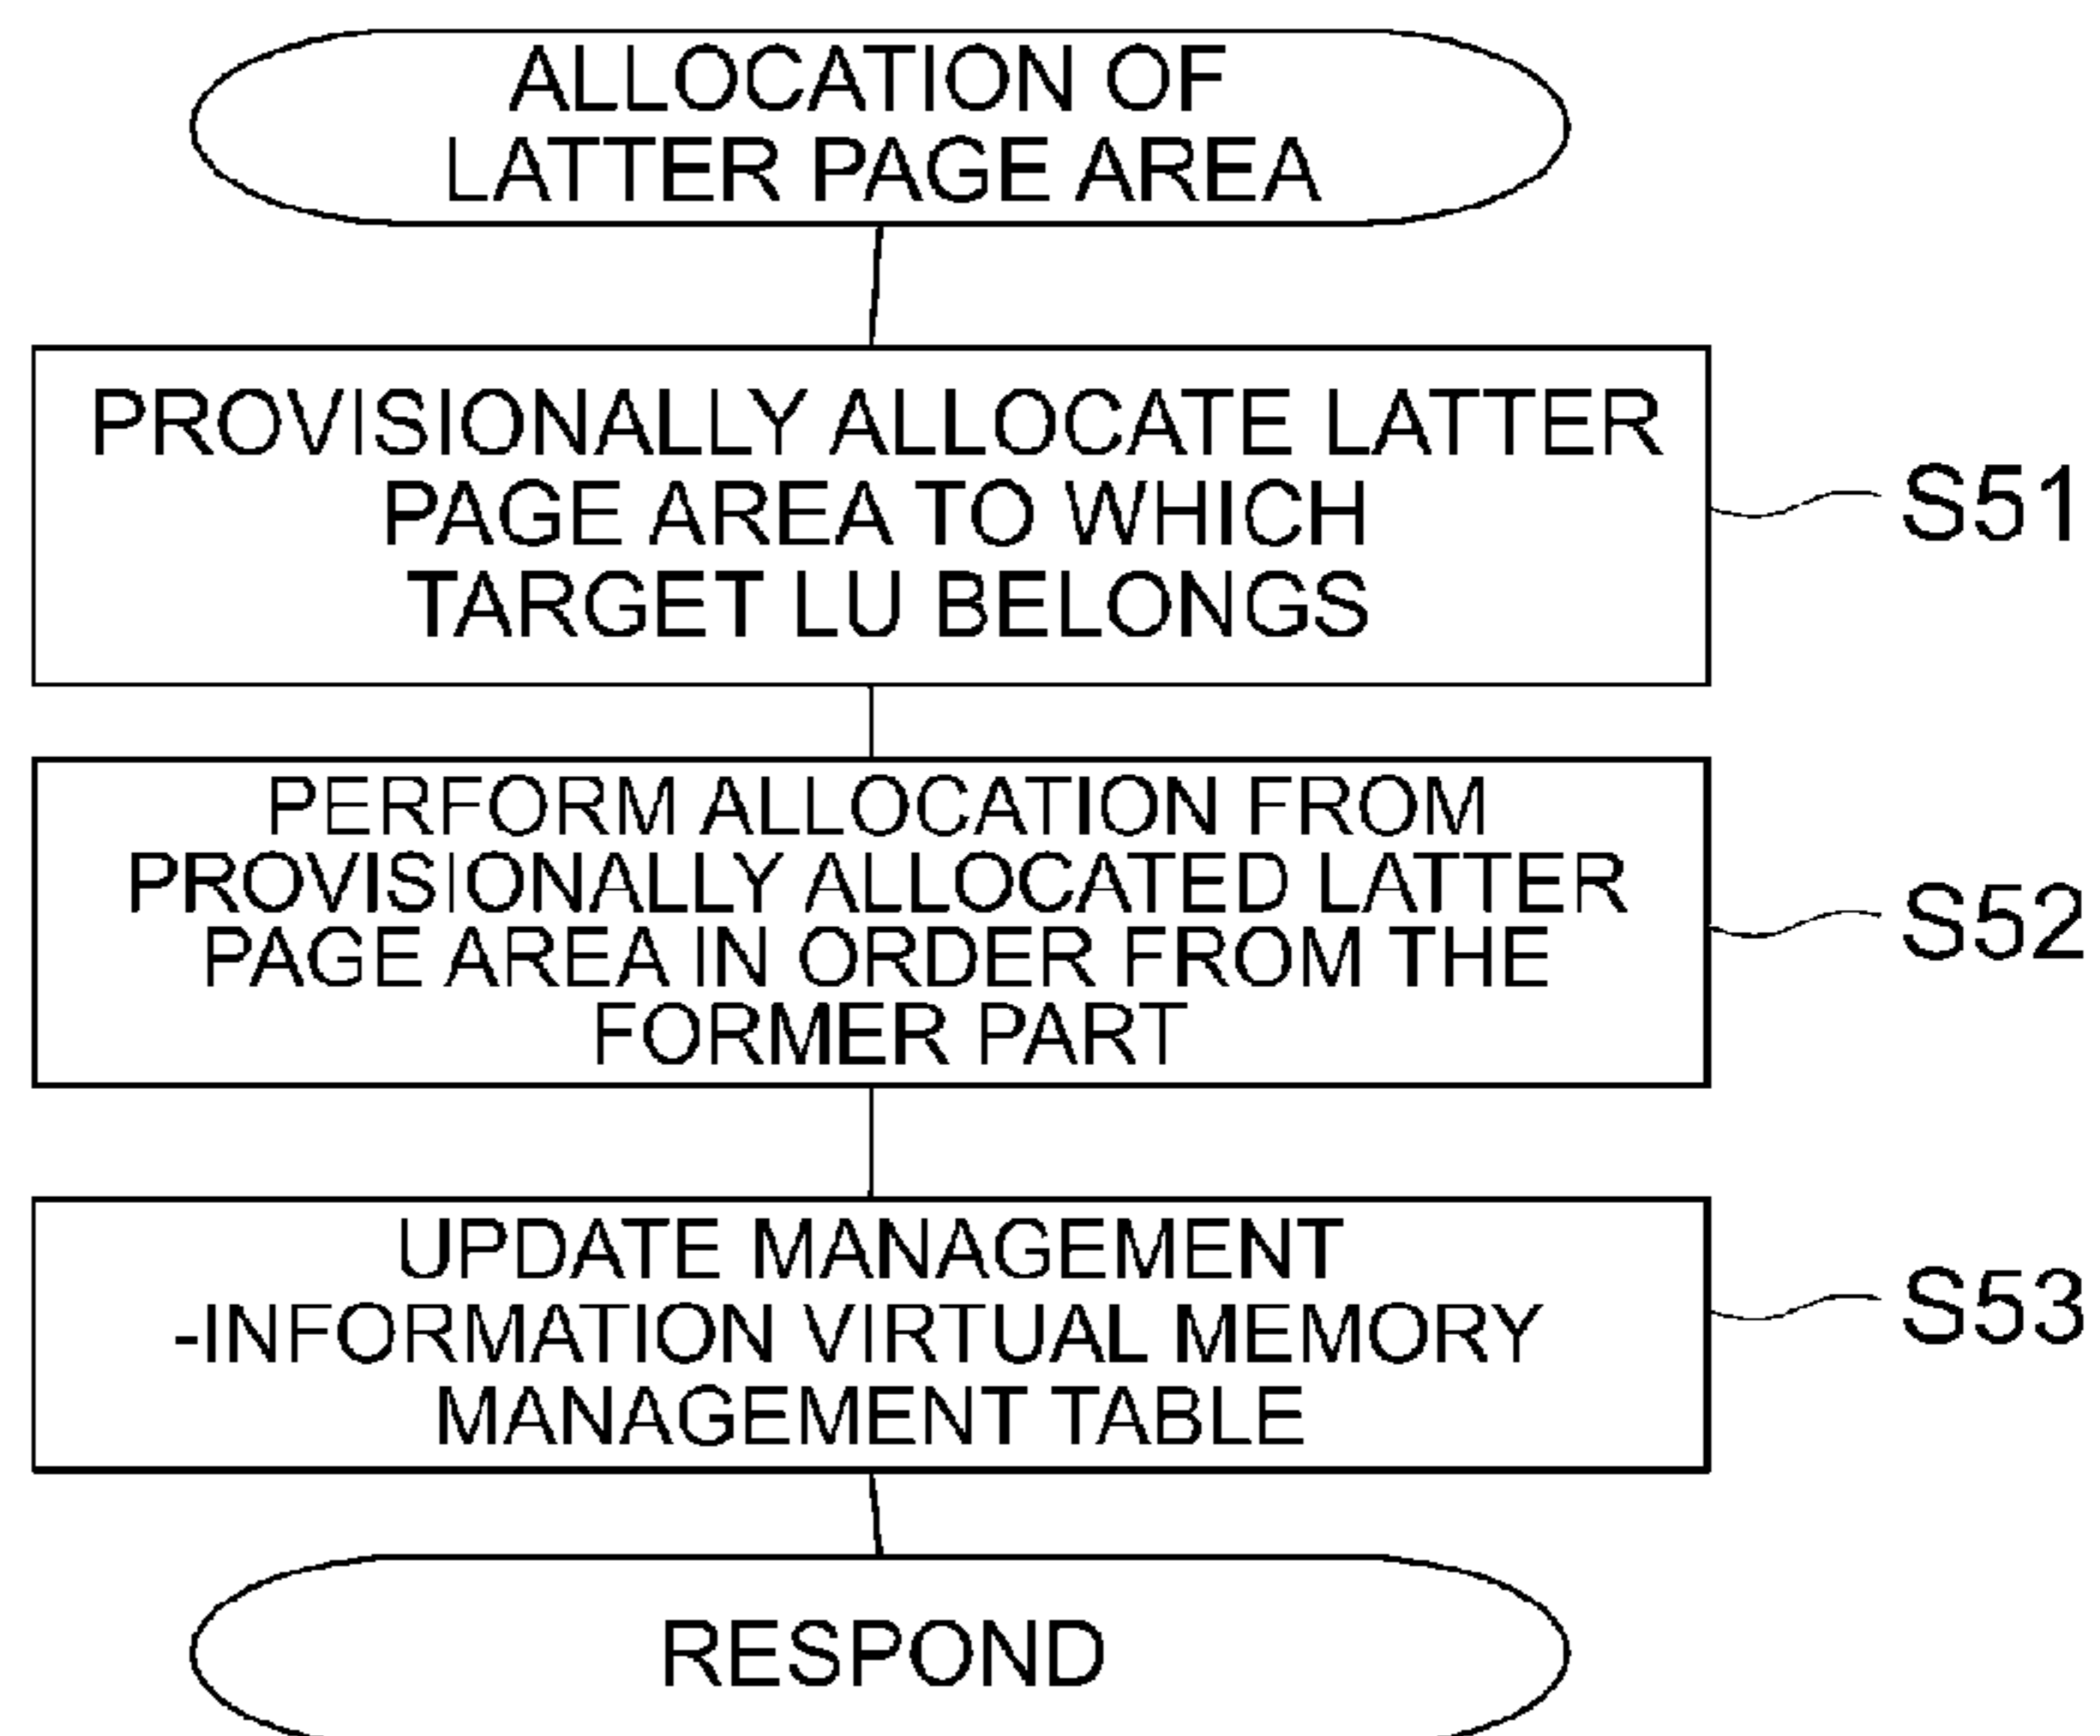 ALLOCATION OF
LATTER PAGE AREA
PROVISIONALLY ALLOCATE LATTER
PAGE AREA TO WHICH
TARGET LU BELONGS
S51
PERFORM ALLOCATION FROM
PROVISIONALLY ALLOCATED LATTER
PAGE AREA IN ORDER FROM THE
FORMER PART
S52
UPDATE MANAGEMENT
-INFORMATION VIRTUAL MEMORY
MANAGEMENT TABLE
S53
RESPOND